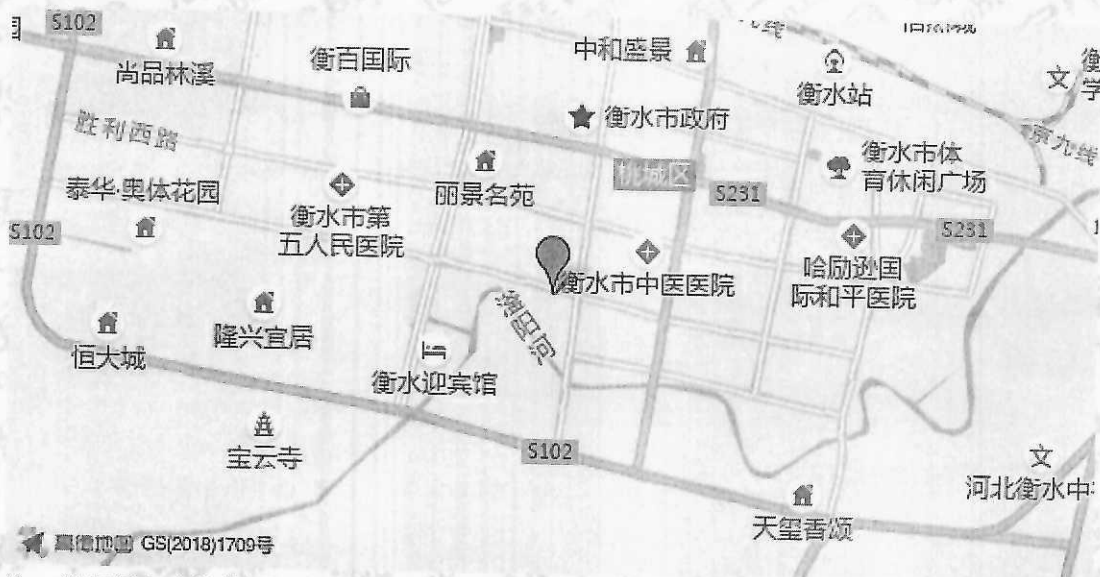 S102
尚品林溪
衡百国际
中和盛景
衡水站
衡水市政府
胜利西路
京九线
桃城区
衡水市体
育休闲广场
丽景名苑
S231
泰华·奥体花园
衡水市第
五人民医院
S102
S231
哈励逊国
际和平医院
衡水市中医医院
滏阳河
隆兴宜居
恒大城
衡水迎宾馆
宝云寺
S102
河北衡水中
天玺香颂
高德地图 GS(2018)1709号